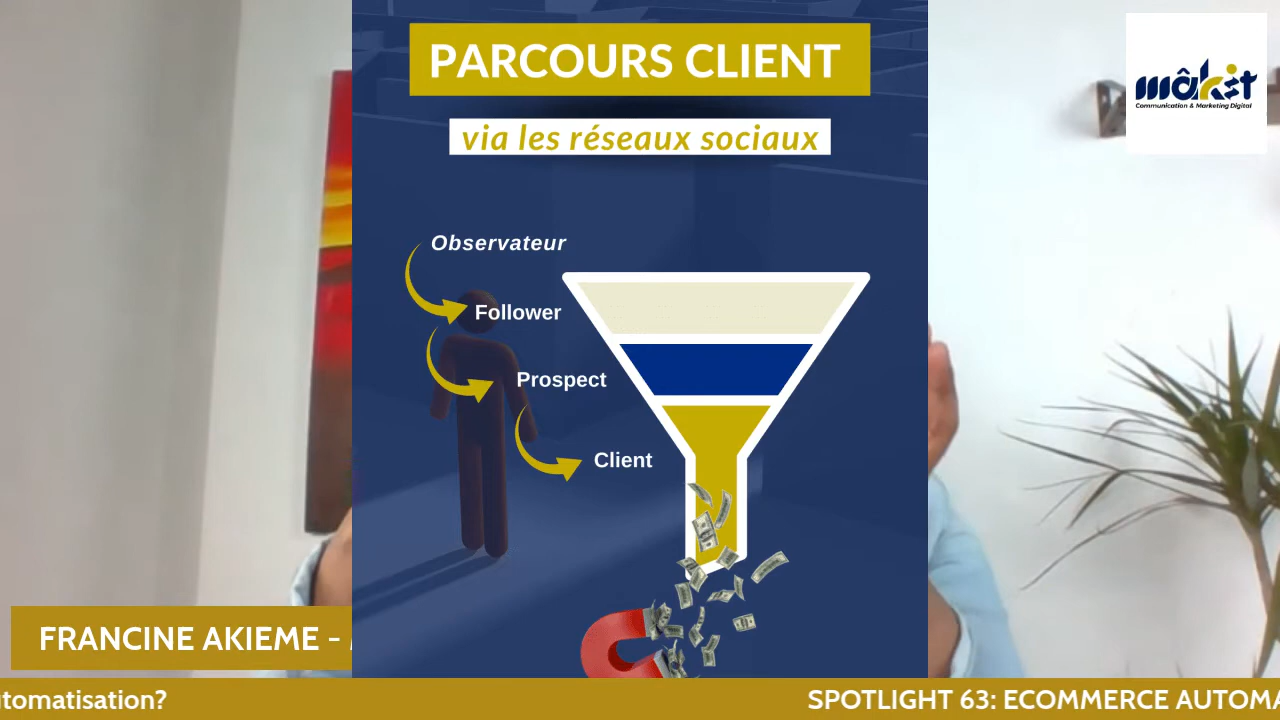 PARCOURS CLIENT
via les réseaux sociaux
mâkit
Communication & Marketing Digital
Observateur
Follower
Prospect
Client
FRANCINE AKIEME -
utomatisation?
SPOTLIGHT 63: ECOMMERCE AUTOMA